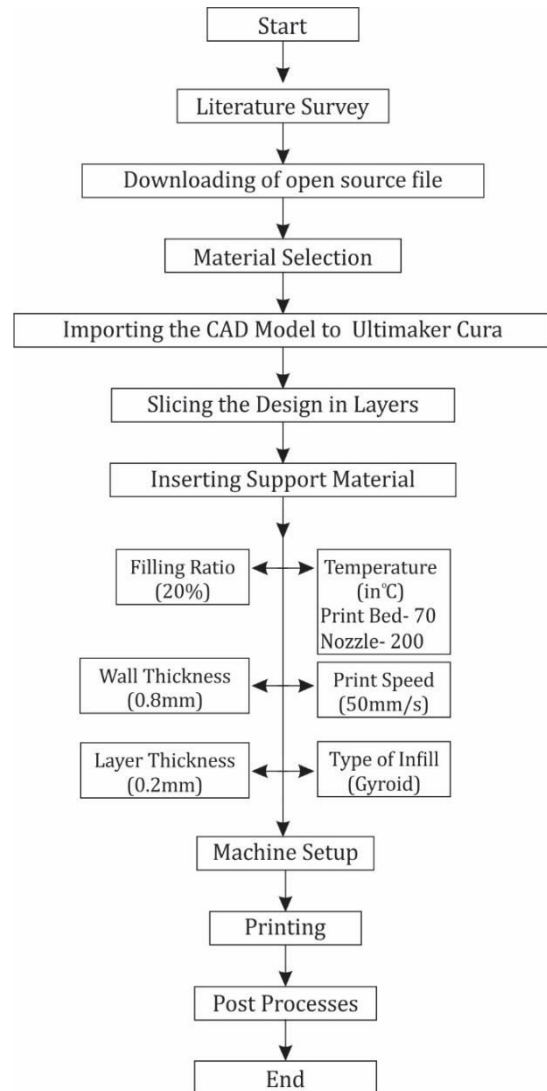 Start
Literature Survey
Downloading of open source file
Material Selection
Importing the CAD Model to Ultimaker Cura
Slicing the Design in Layers
Inserting Support Material
Filling Ratio
(20%)
Temperature
(in℃)
Print Bed- 70
Nozzle- 200
Wall Thickness
(0.8mm)
Print Speed
(50mm/s)
Layer Thickness
(0.2mm)
Type of Infill
(Gyroid)
Machine Setup
Printing
Post Processes
End